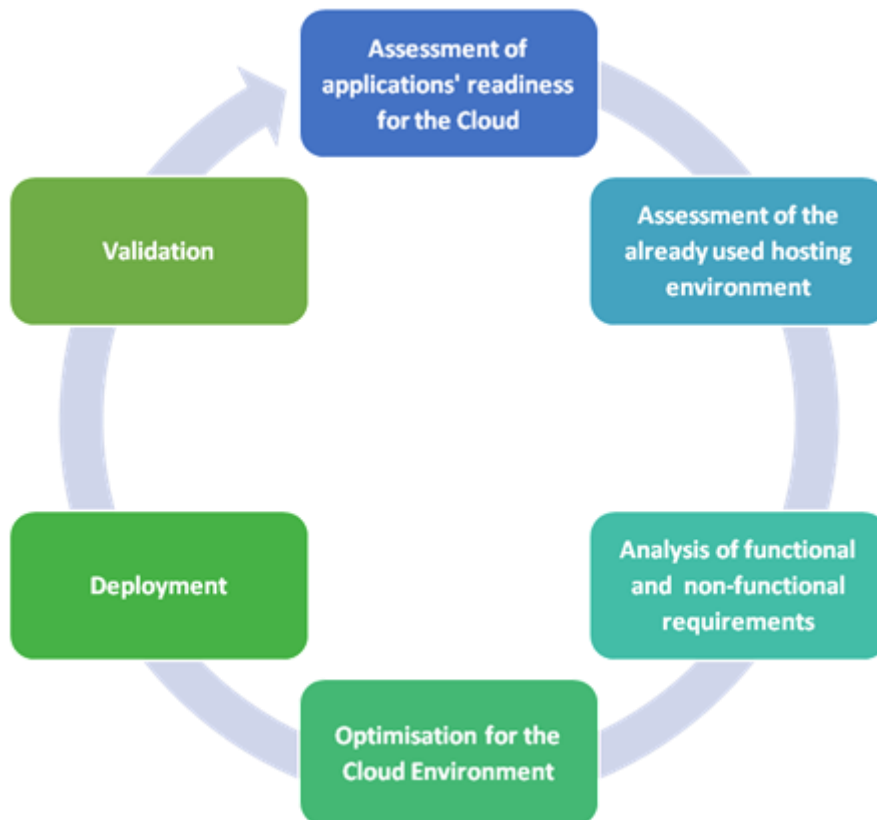 Assessment of
applications' readiness
for the Cloud
Assessment of the
already used hosting
environment
Analysis of functional
and non-functional
requirements
Optimisation for the
Cloud Environment
Deployment
Validation